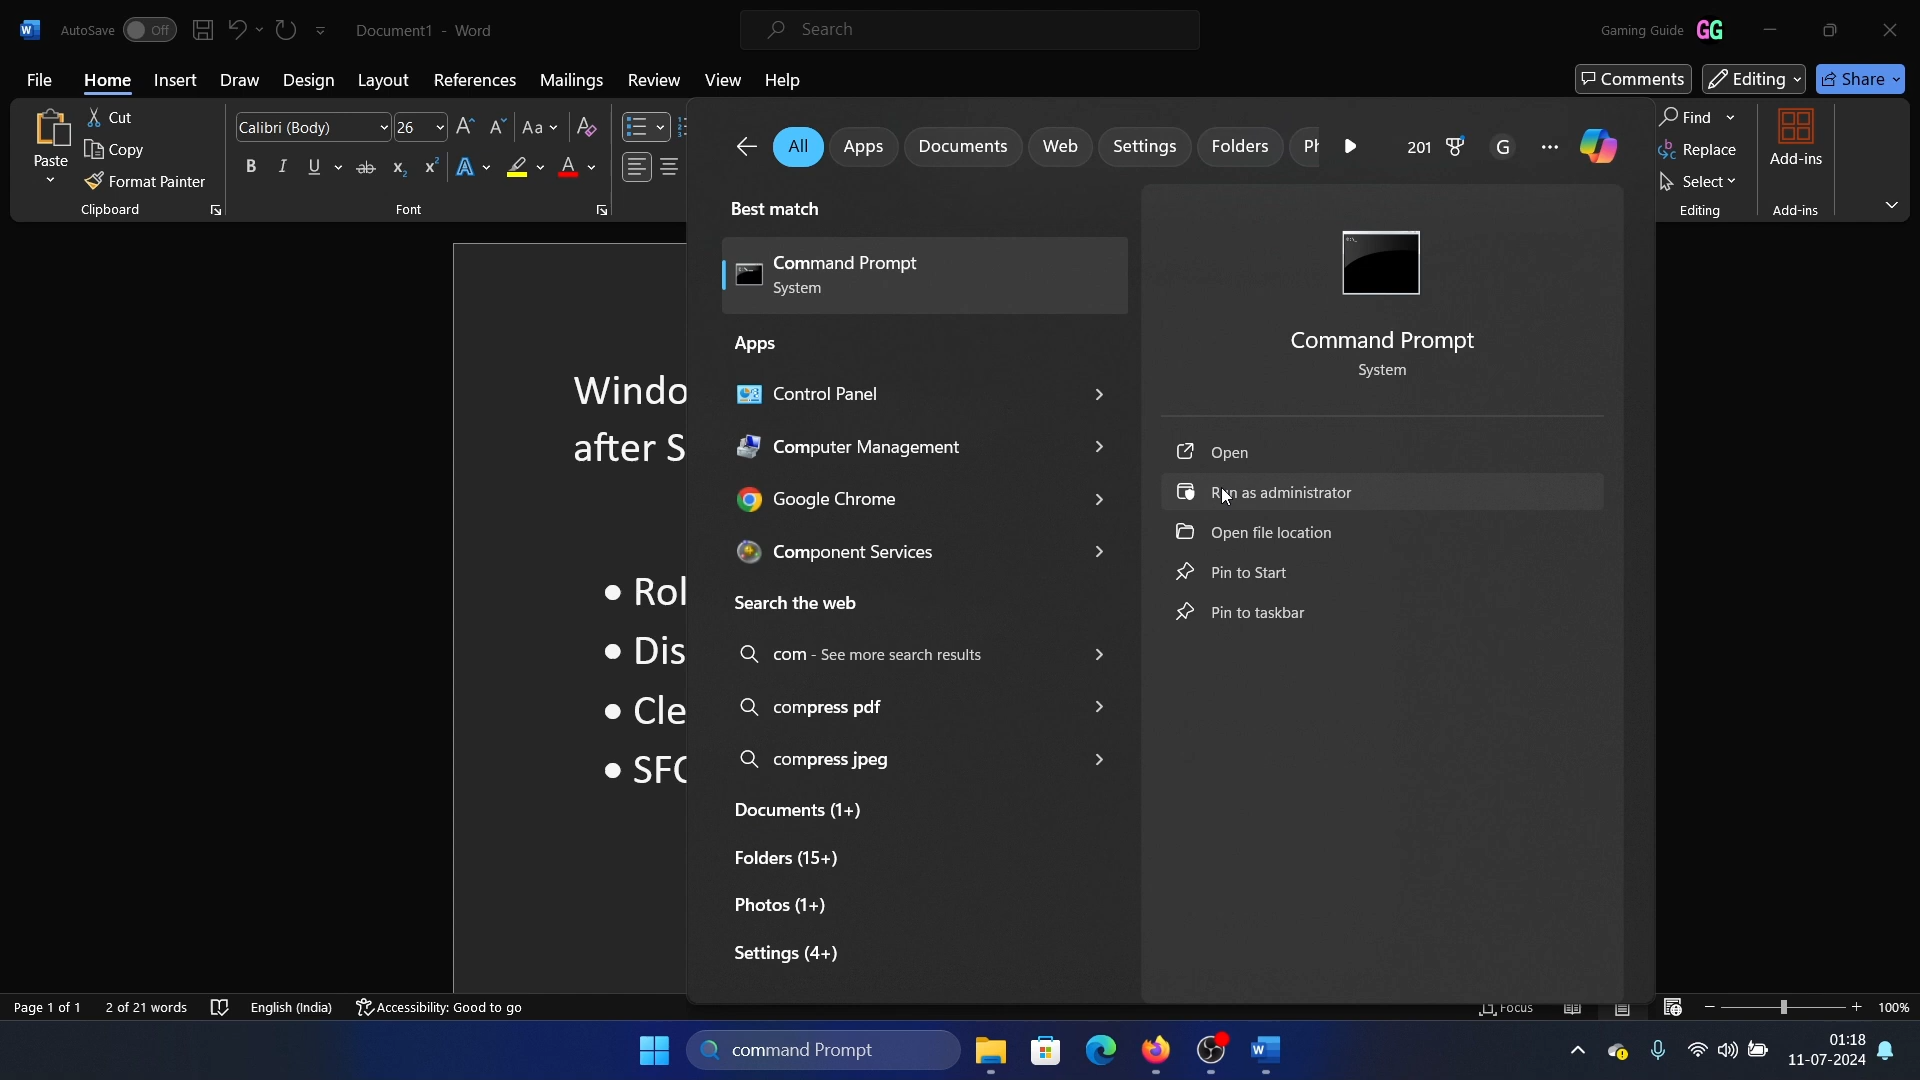 AutoSave Off Document1 - Word Search Gaming Guide GG
File Home Insert Draw Design Layout References Mailings Review View Help Comments Editing Share
Paste Cut
Copy
Format Painter
Clipboard
Calibri (Body) 26 Aa
Font
Find
Replace
Select
Editing
Add-ins
Add-ins
All Apps Documents Web Settings Folders 201 G
Best match
Command Prompt
System
Apps
Control Panel
Computer Management
Google Chrome
Component Services
Search the web
com - See more search results
compress pdf
compress jpeg
Documents (1+)
Folders (15+)
Photos (1+)
Settings (4+)
Command Prompt
System
Open
Run as administrator
Open file location
Pin to Start
Pin to taskbar
Windo
after S
• Rol
• Dis
• Cle
• SFC
Page 1 of 1 2 of 21 words English (India) Accessibility: Good to go Focus 100%
command Prompt
01:18
11-07-2024